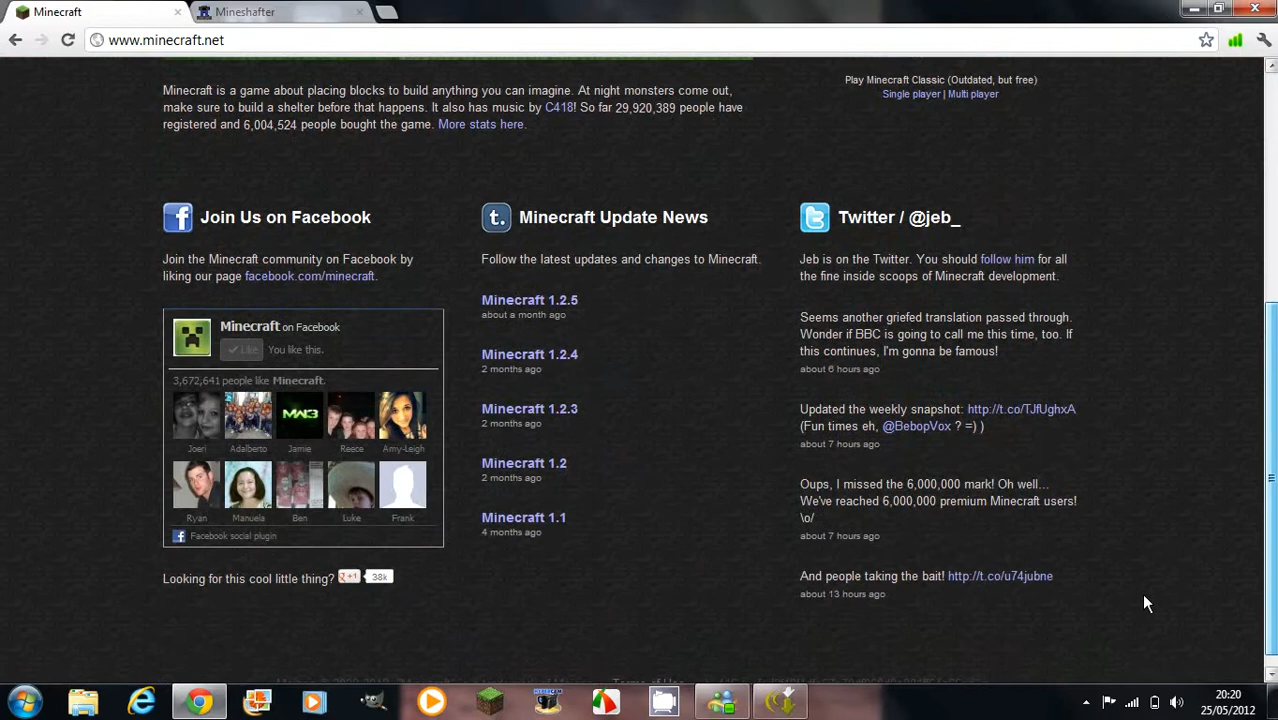 Minecraft
Mineshafter
www.minecraft.net
Minecraft is a game about placing blocks to build anything you can imagine. At night monsters come out,
make sure to build a shelter before that happens. It also has music by C418! So far 29,920,389 people have
registered and 6,004,524 people bought the game. More stats here.
Play Minecraft Classic (Outdated, but free)
Single player | Multi player
Join Us on Facebook
Join the Minecraft community on Facebook by
liking our page facebook.com/minecraft.
Minecraft on Facebook
Like You like this.
3,672,641 people like Minecraft.
MW3
Joeri Adalberto Jamie Reece Amy-Leigh
Ryan Manuela Ben Luke Frank
Facebook social plugin
Looking for this cool little thing? +1 38k
Minecraft Update News
Follow the latest updates and changes to Minecraft.
Minecraft 1.2.5
about a month ago
Minecraft 1.2.4
2 months ago
Minecraft 1.2.3
2 months ago
Minecraft 1.2
2 months ago
Minecraft 1.1
4 months ago
Twitter / @jeb_
Jeb is on the Twitter. You should follow him for all
the fine inside scoops of Minecraft development.
Seems another griefed translation passed through.
Wonder if BBC is going to call me this time, too. If
this continues, I'm gonna be famous!
about 6 hours ago
Updated the weekly snapshot: http://t.co/TJfUghxA
(Fun times eh, @BebopVox ? =) )
about 7 hours ago
Oups, I missed the 6,000,000 mark! Oh well...
We've reached 6,000,000 premium Minecraft users!
\o/
about 7 hours ago
And people taking the bait! http://t.co/u74jubne
about 13 hours ago
20:20
25/05/2012